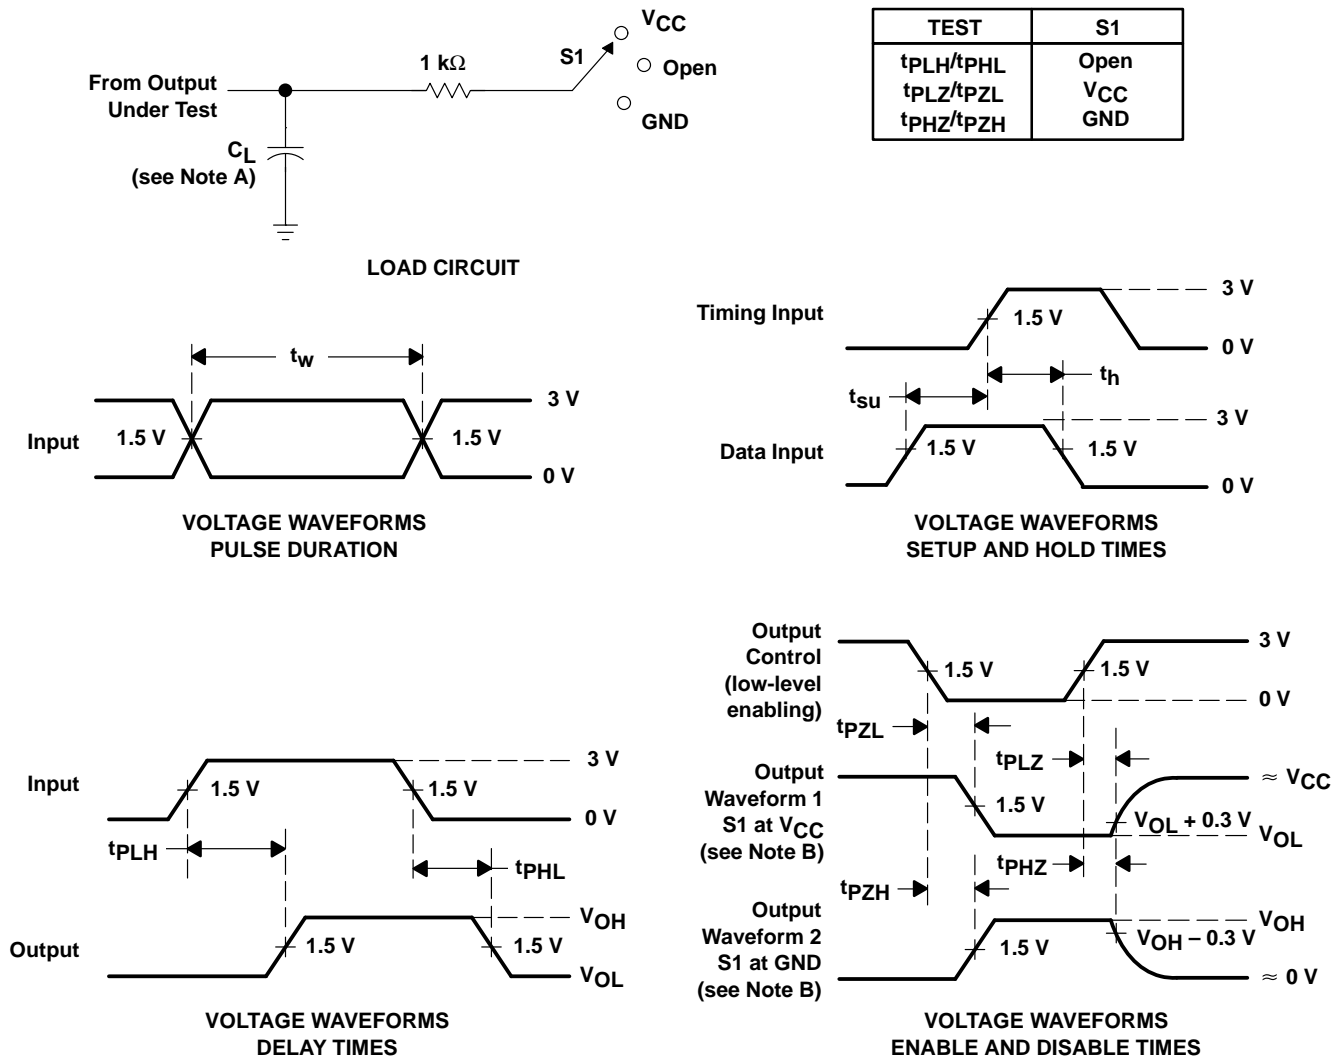 From Output
Under Test
CL
(see Note A)
1 kΩ
S1
VCC
Open
GND
LOAD CIRCUIT
TEST S1
tPLH/tPHL Open
tPLZ/tPZL VCC
tPHZ/tPZH GND
Input
tw
1.5 V
1.5 V
3 V
0 V
VOLTAGE WAVEFORMS
PULSE DURATION
Timing Input
1.5 V
3 V
0 V
tsu
th
Data Input
1.5 V
1.5 V
3 V
0 V
VOLTAGE WAVEFORMS
SETUP AND HOLD TIMES
Input
1.5 V
1.5 V
3 V
0 V
tPLH
tPHL
Output
1.5 V
1.5 V
VOH
VOL
VOLTAGE WAVEFORMS
DELAY TIMES
Output
Control
(low-level
enabling)
1.5 V
1.5 V
3 V
0 V
tPZL
tPLZ
Output
Waveform 1
S1 at VCC
(see Note B)
1.5 V
≈ VCC
VOL + 0.3 V
VOL
tPZH
tPHZ
Output
Waveform 2
S1 at GND
(see Note B)
1.5 V
VOH
VOH – 0.3 V
≈ 0 V
VOLTAGE WAVEFORMS
ENABLE AND DISABLE TIMES